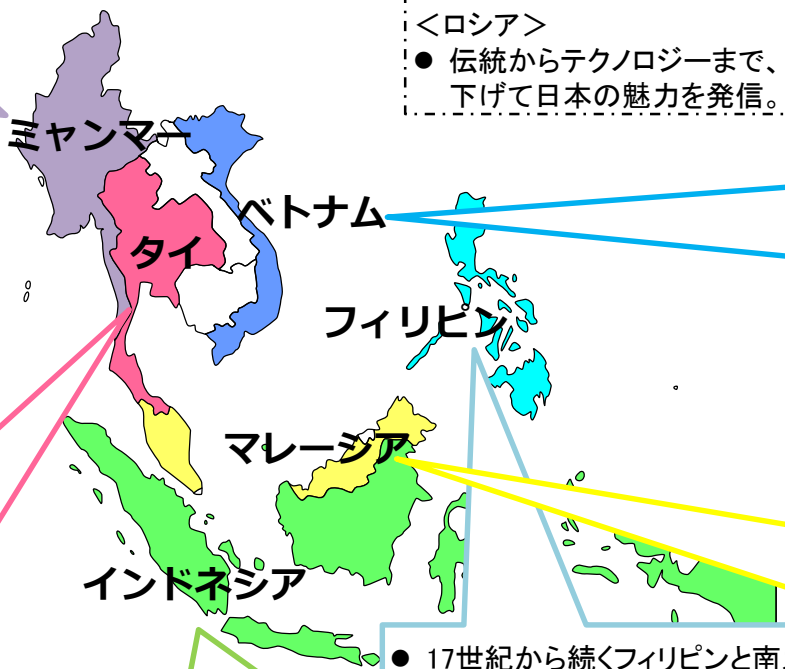 ＜ロシア＞
● 伝統からテクノロジーまで、
下げて日本の魅力を発信。
ミャンマー
ベトナム
タイ
フィリピン
マレーシア
インドネシア
● 17世紀から続くフィリピンと南